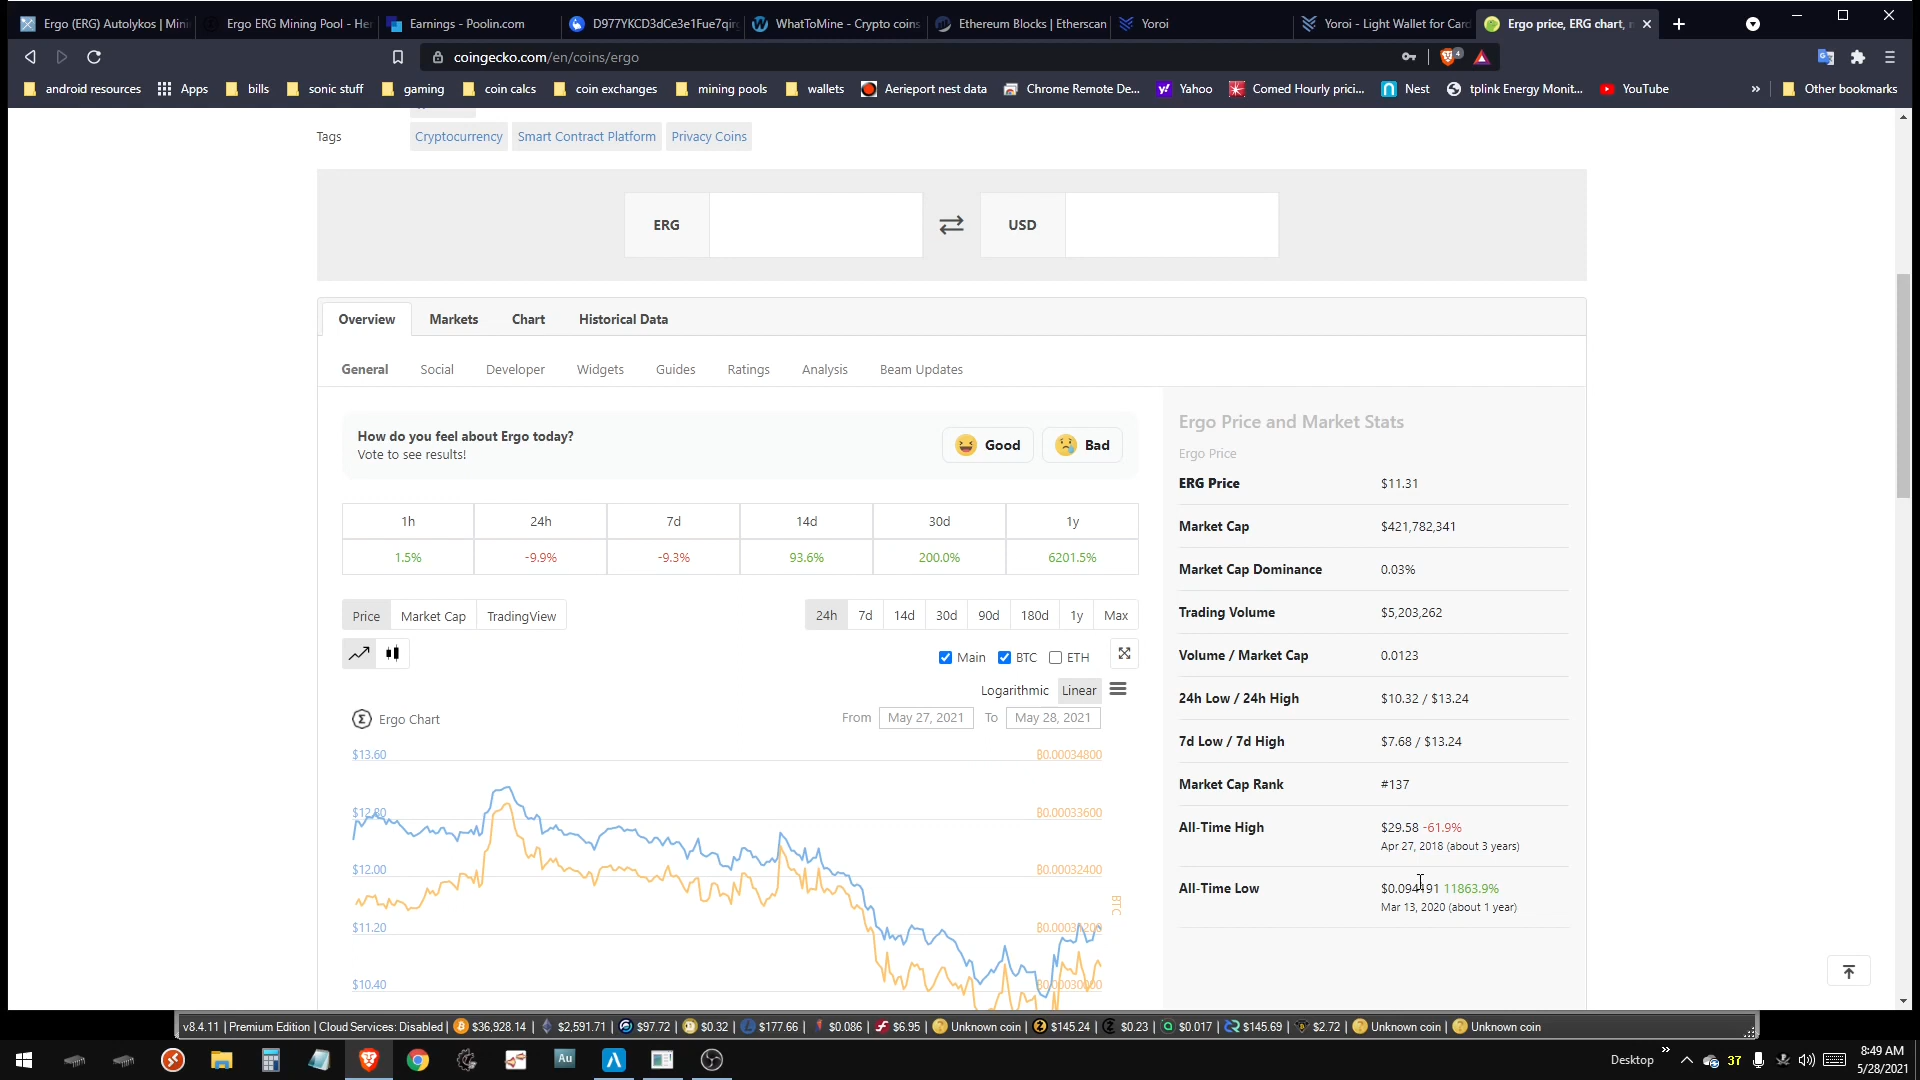 Ergo (ERG) Autolykos | Mini
Ergo ERG Mining Pool - He
Earnings - Poolin.com
D977YKCD3dCe3e1Fue7qir
WhatToMine - Crypto coins
Ethereum Blocks | Etherscan
Yoroi
Yoroi - Light Wallet for Card
Ergo price, ERG chart,
coingecko.com/en/coins/ergo
4
android resources
Apps
bills
sonic stuff
gaming
coin calcs
coin exchanges
mining pools
wallets
Aerieport nest data
Chrome Remote De...
Yahoo
Comed Hourly prici...
Nest
tplink Energy Monit...
YouTube
»
Other bookmarks
Tags
Cryptocurrency
Smart Contract Platform
Privacy Coins
ERG
USD
Overview
Markets
Chart
Historical Data
General
Social
Developer
Widgets
Guides
Ratings
Analysis
Beam Updates
How do you feel about Ergo today?
Vote to see results!
Good
Bad
1h 24h 7d 14d 30d 1y
1.5% -9.9% -9.3% 93.6% 200.0% 6201.5%
Price
Market Cap
TradingView
24h 7d 14d 30d 90d 180d 1y Max
Main
BTC
ETH
Logarithmic
Linear
Ergo Chart
From May 27, 2021 To May 28, 2021
$13.60
$12.80
$12.00
$11.20
$10.40
₿0.00034800
₿0.00033600
₿0.00032400
₿0.00031200
₿0.00030000
BTC
Ergo Price and Market Stats
Ergo Price
ERG Price $11.31
Market Cap $421,782,341
Market Cap Dominance 0.03%
Trading Volume $5,203,262
Volume / Market Cap 0.0123
24h Low / 24h High $10.32 / $13.24
7d Low / 7d High $7.68 / $13.24
Market Cap Rank #137
All-Time High $29.58 -61.9%
Apr 27, 2018 (about 3 years)
All-Time Low $0.094491 11863.9%
Mar 13, 2020 (about 1 year)
v8.4.11 | Premium Edition | Cloud Services: Disabled | $36,928.14 | $2,591.71 | $97.72 | $0.32 | $177.66 | $0.086 | $6.95 | Unknown coin | $145.24 | $0.23 | $0.017 | $145.69 | $2.72 | Unknown coin | Unknown coin
Au
Desktop
»
37
8:49 AM
5/28/2021